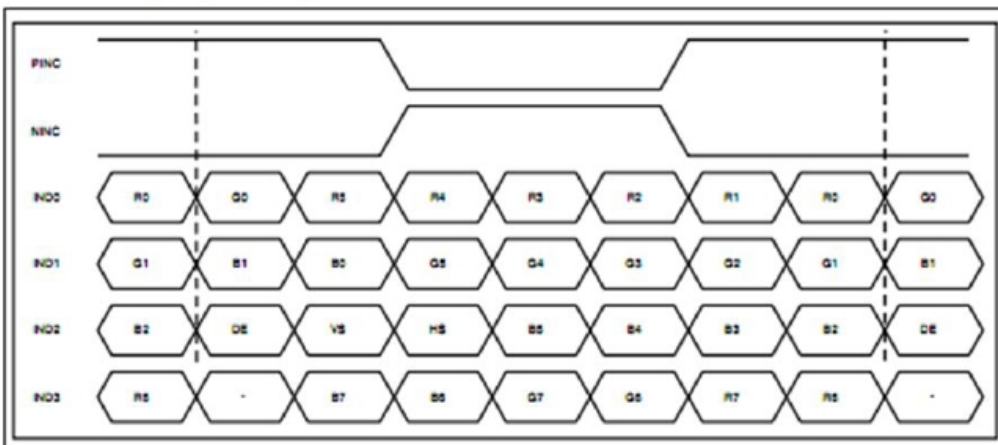 PINC
NINC
IND0 R0 G0 R5 R4 R3 R2 R1 R0 G0
IND1 G1 B1 B0 G5 G4 G3 G2 G1 B1
IND2 B2 DE VS HS B5 B4 B3 B2 DE
IND3 R6 - B7 B6 G7 G6 R7 R6 -